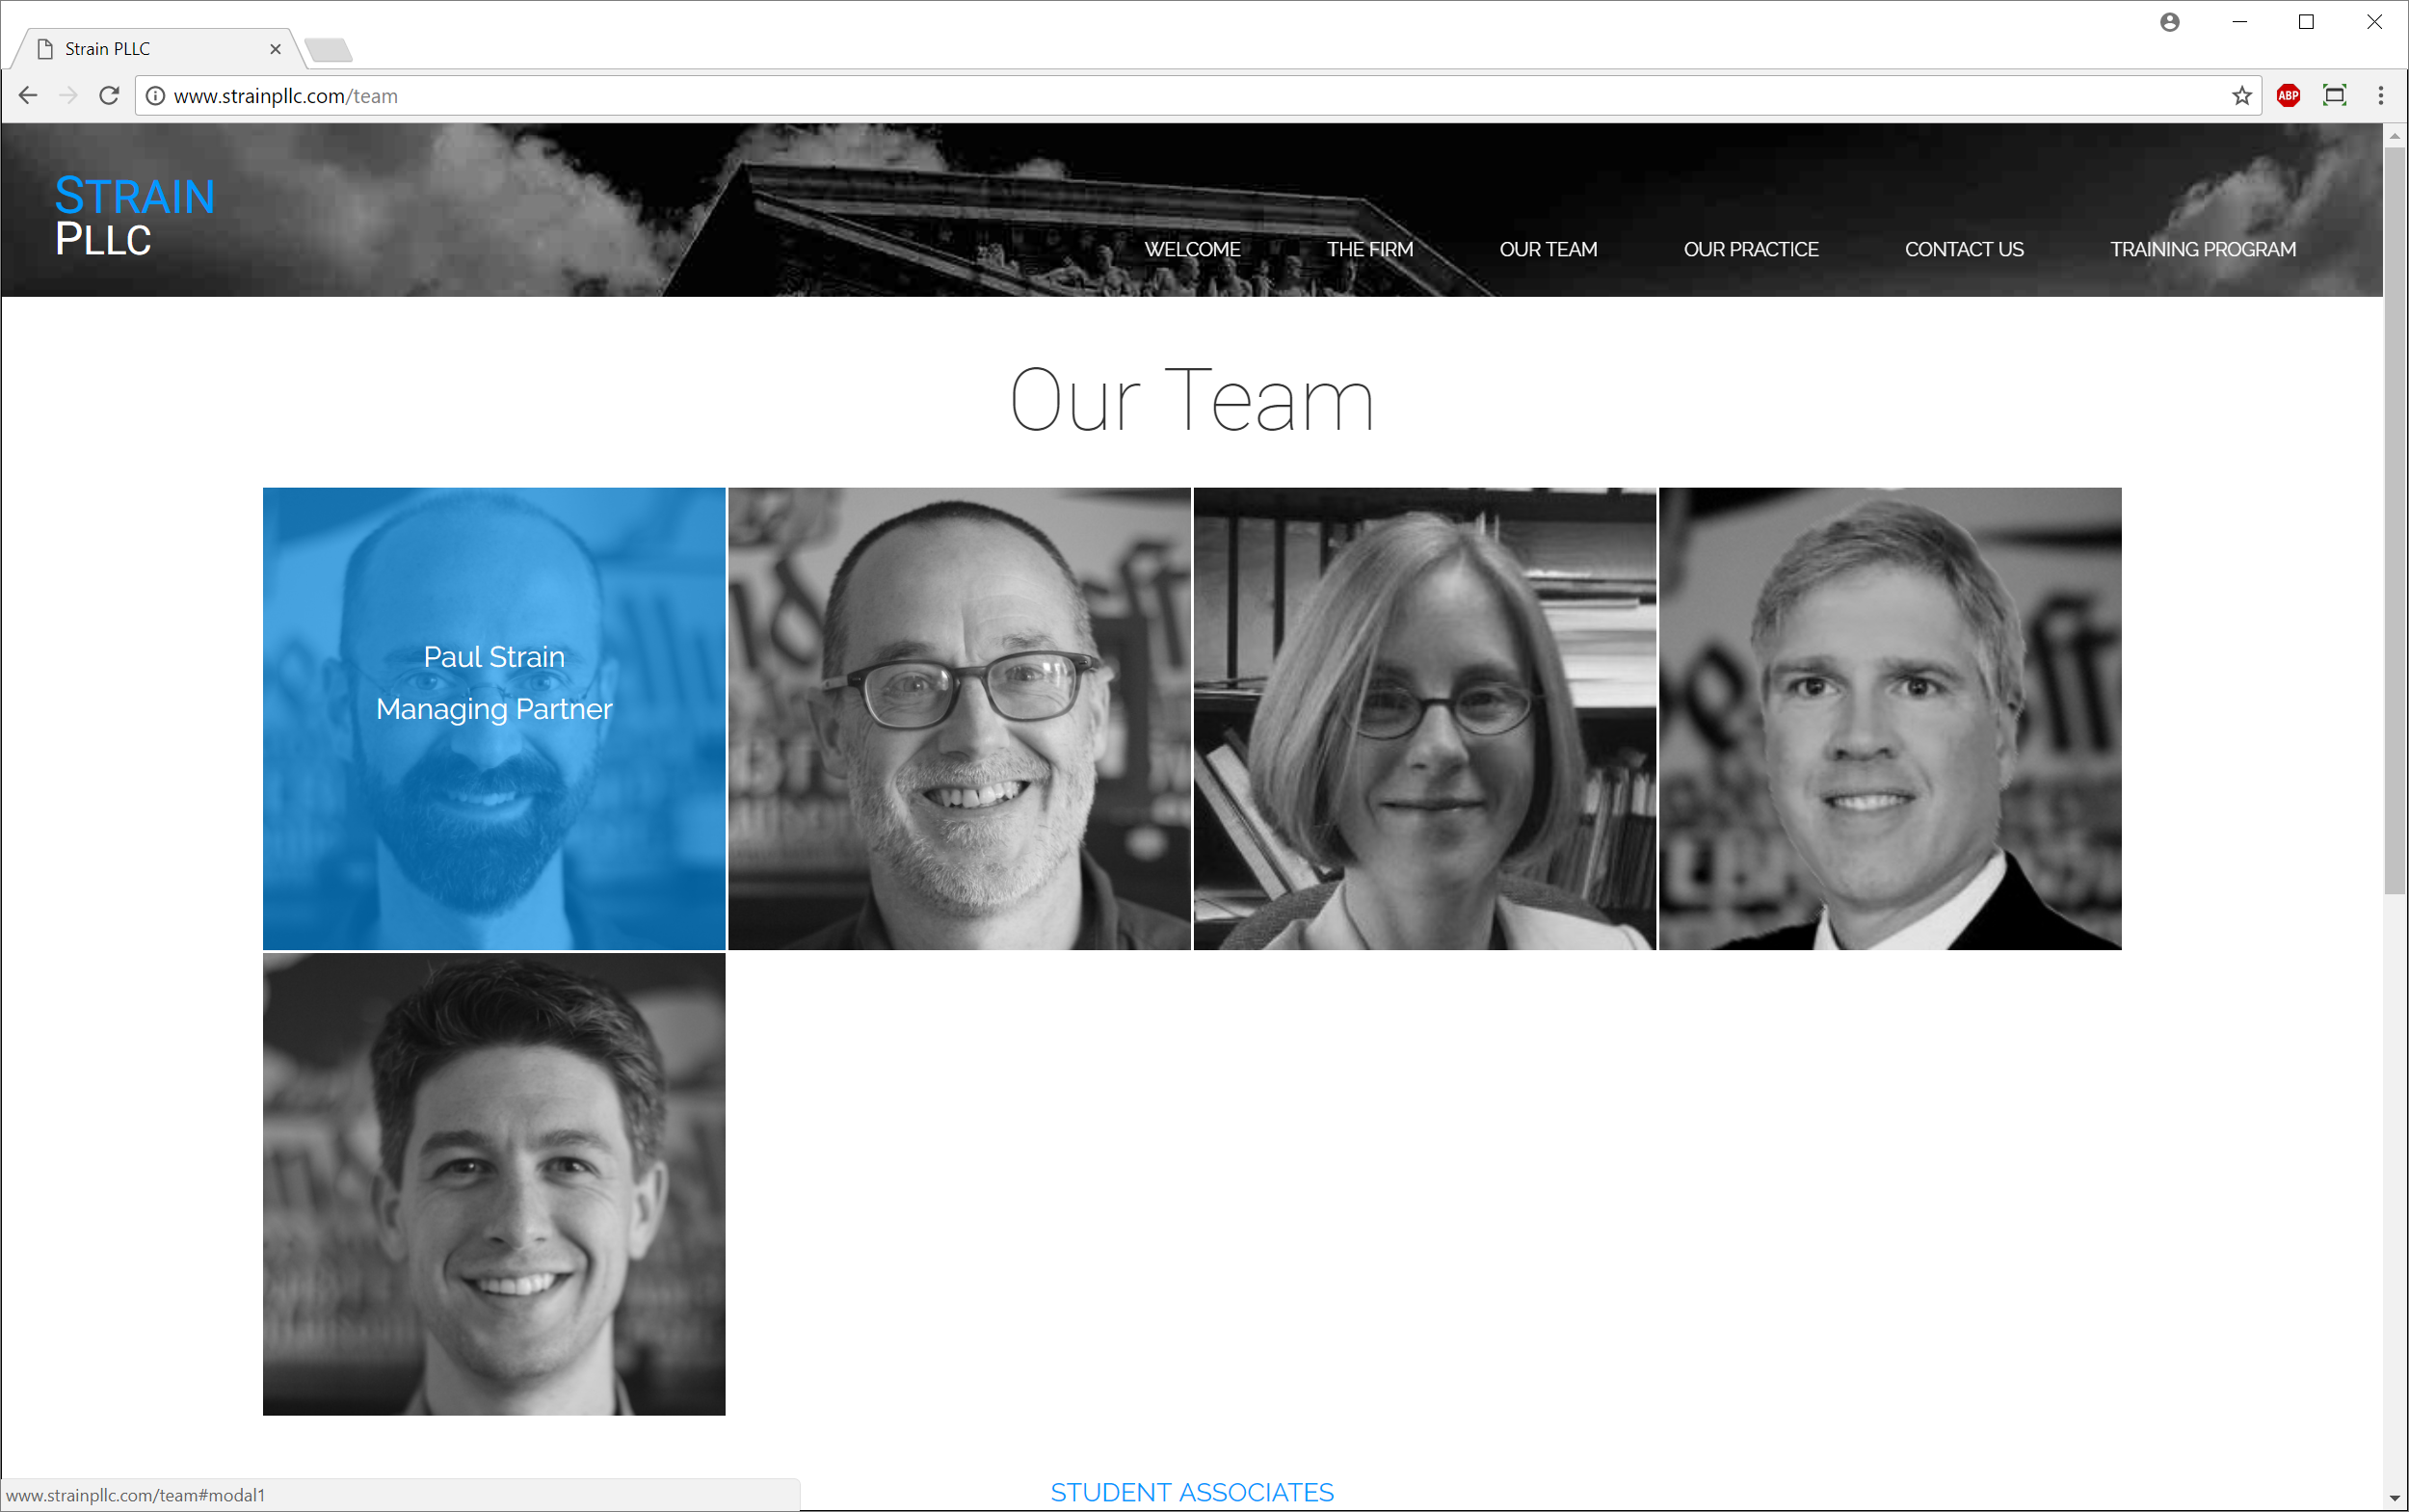 Strain PLLC
www.strainpllc.com/team
ABP
STRAIN
PLLC
WELCOME THE FIRM OUR TEAM OUR PRACTICE CONTACT US TRAINING PROGRAM
Our Team
Paul Strain
Managing Partner
STUDENT ASSOCIATES
www.strainpllc.com/team#modal1